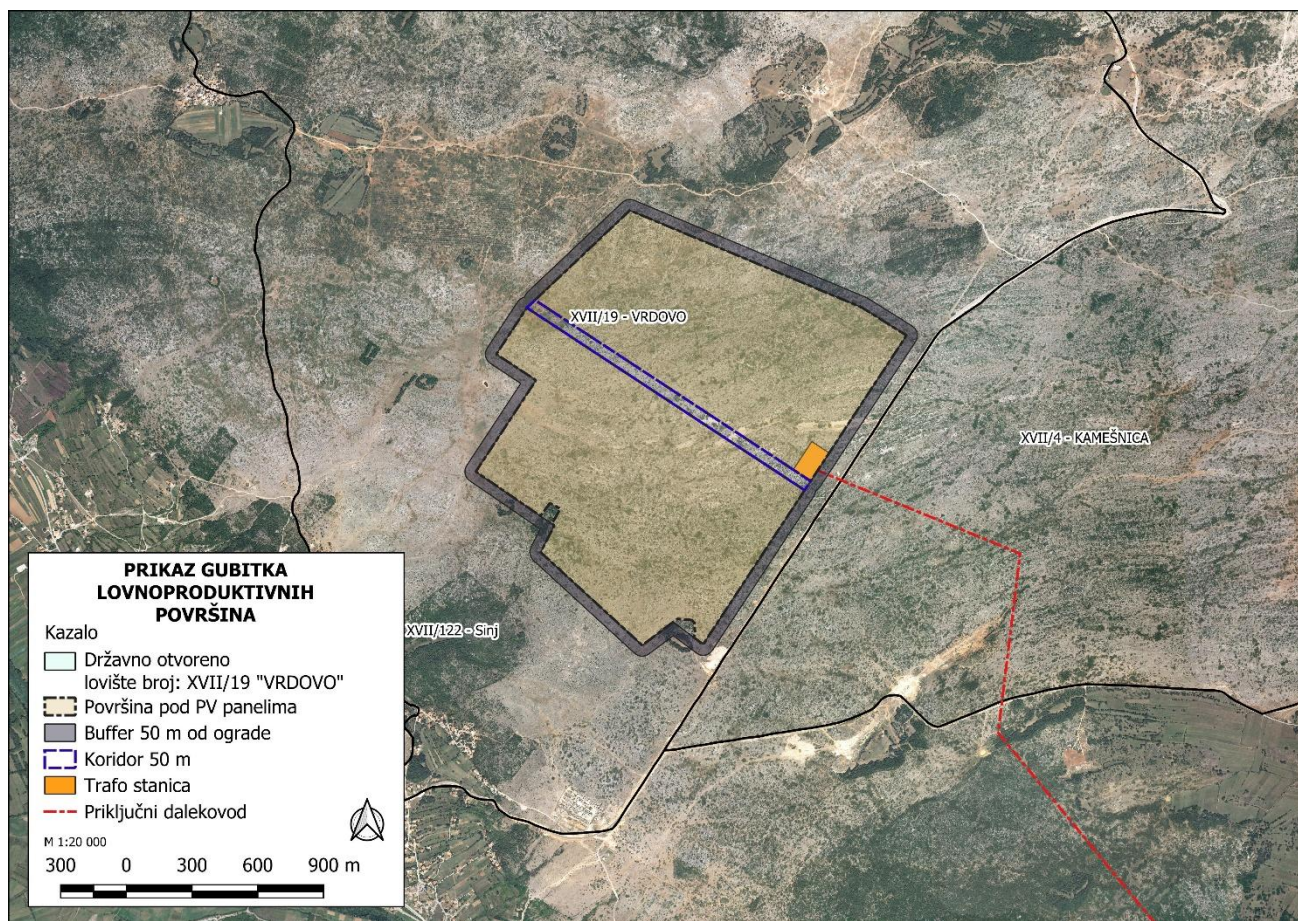 XVII/19 - VRDOVO
XVII/4 - KAMEŠNICA
XVII/122 - Sinj
PRIKAZ GUBITKA
LOVNOPRODUKTIVNIH
POVRŠINA
Kazalo
Državno otvoreno
lovište broj: XVII/19 "VRDOVO"
Površina pod PV panelima
Buffer 50 m od ograde
Koridor 50 m
Trafo stanica
Priključni dalekovod
M 1:20 000
300 0 300 600 900 m